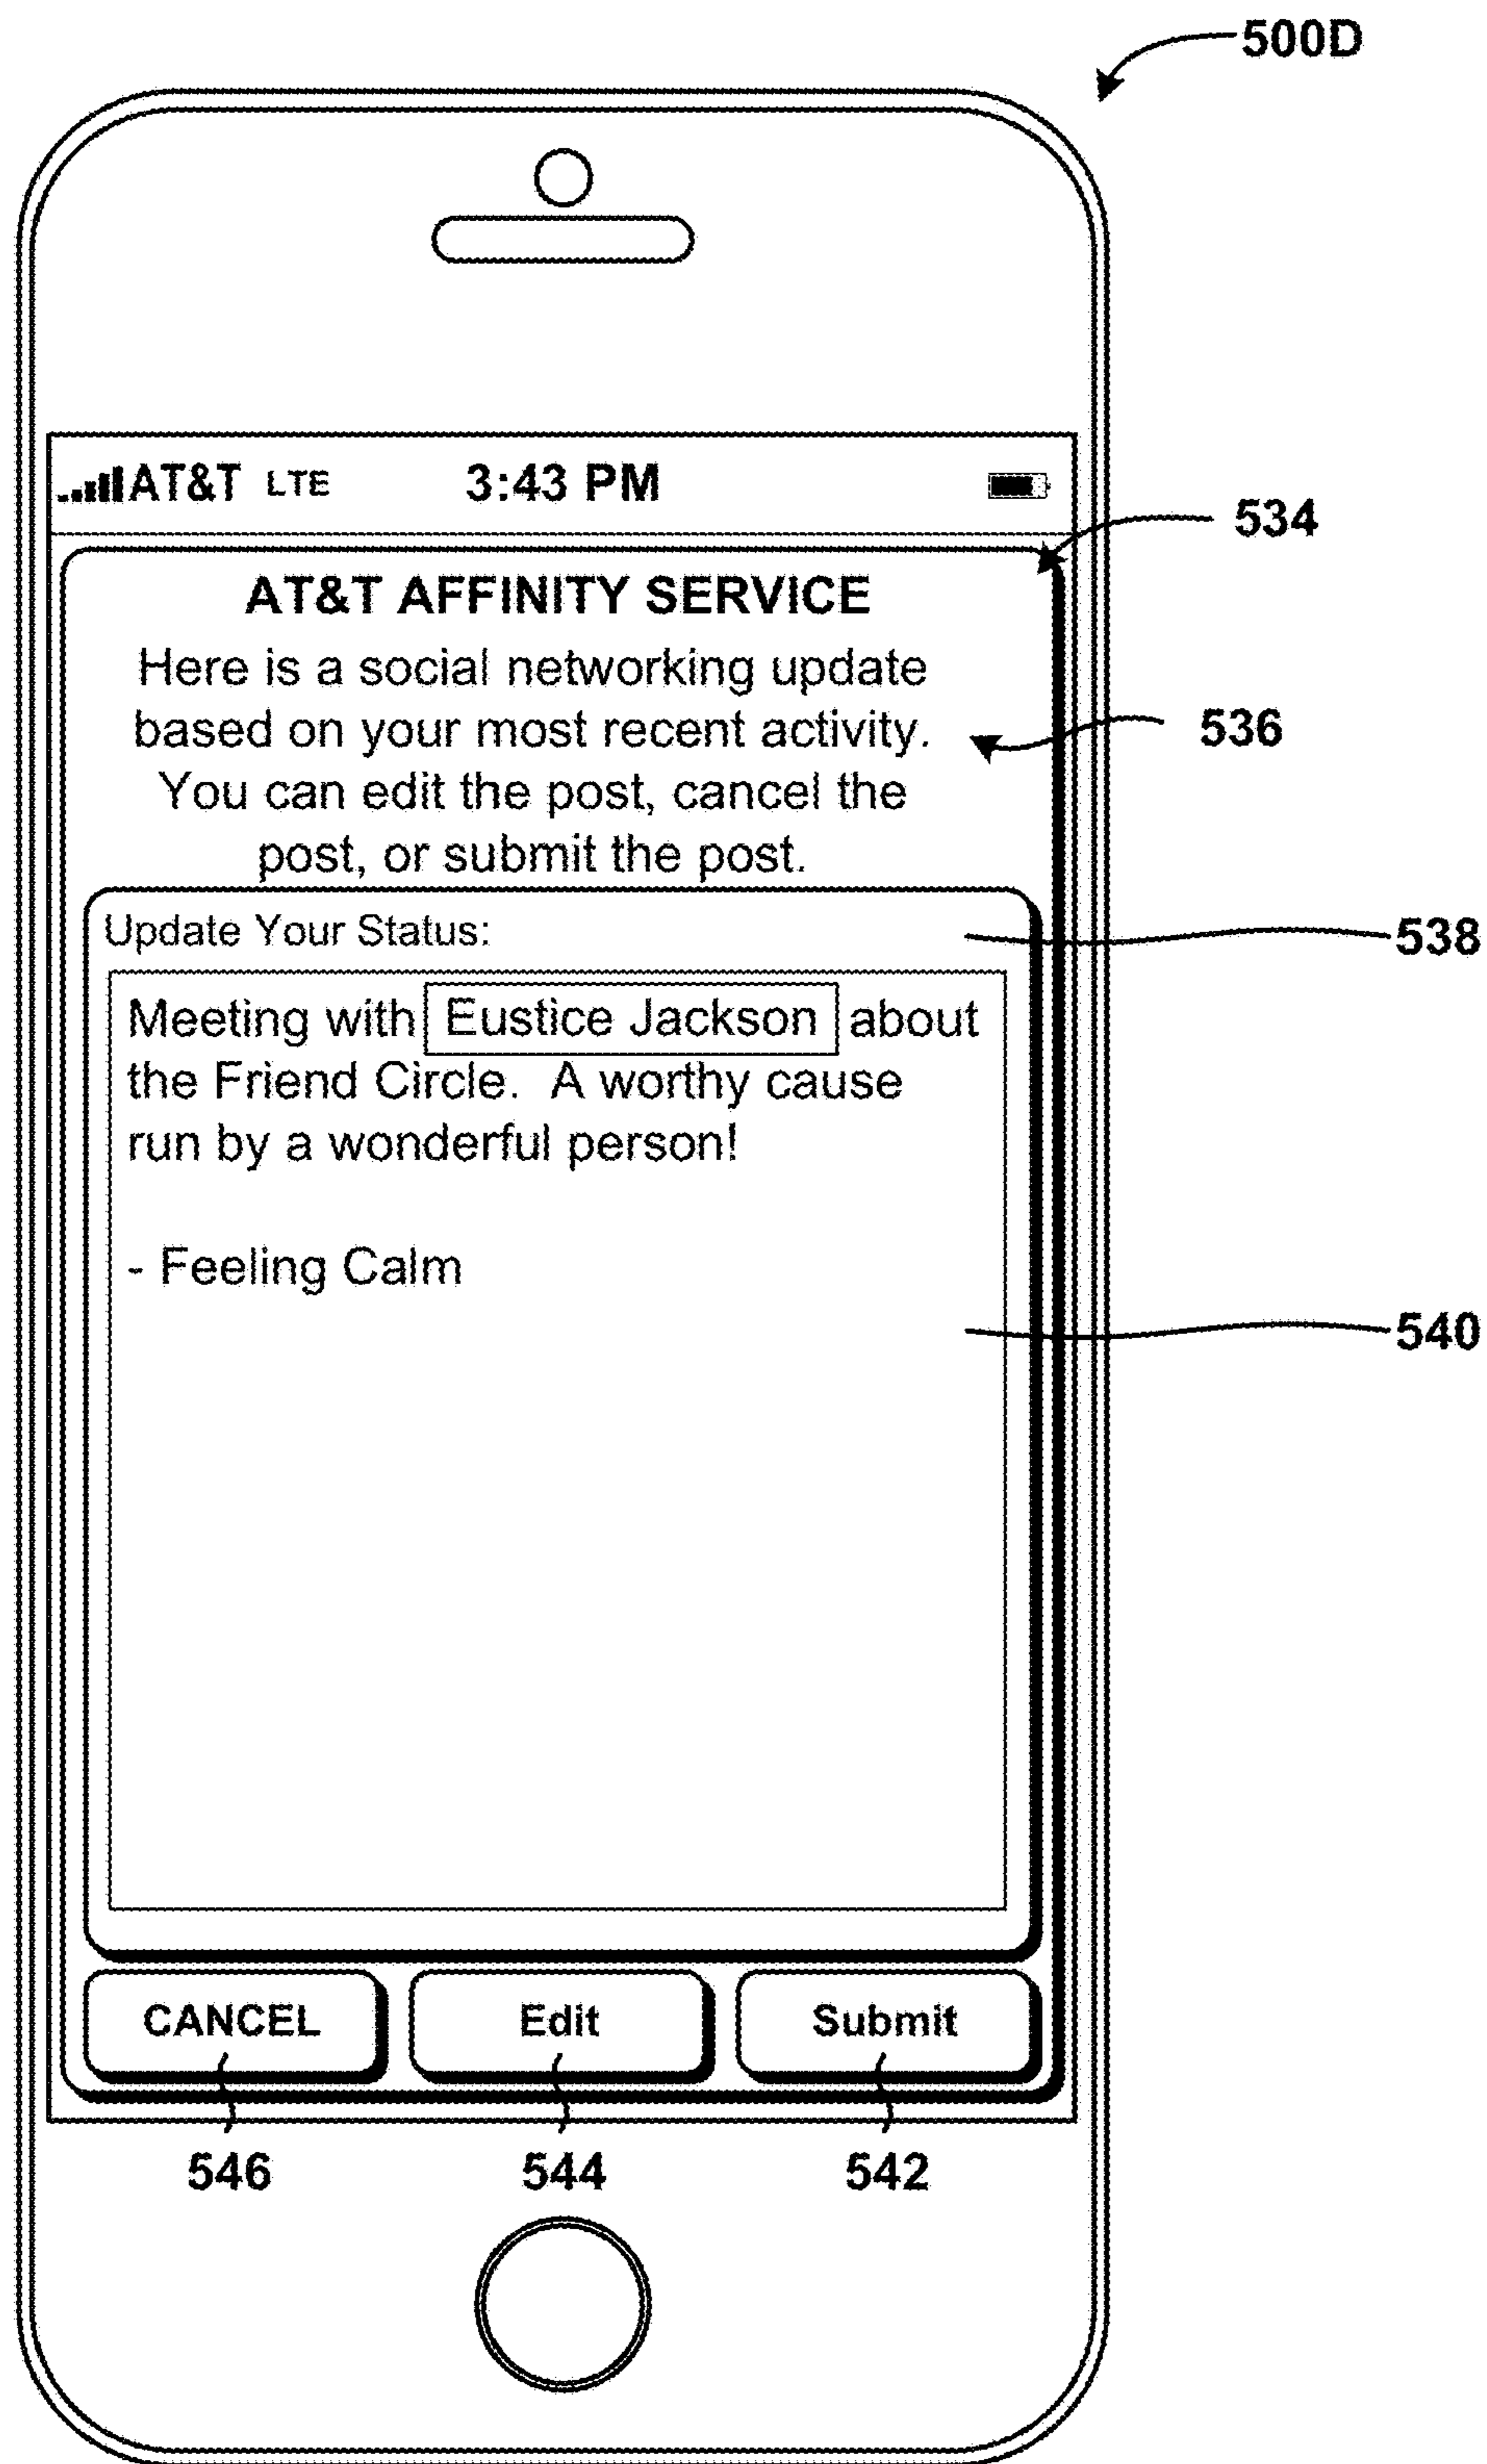 500D
AT&T LTE 3:43 PM
534
AT&T AFFINITY SERVICE
Here is a social networking update
based on your most recent activity.
536
You can edit the post, cancel the
post, or submit the post.
Update Your Status:
538
Meeting with Eustice Jackson about
the Friend Circle. A worthy cause
run by a wonderful person!
- Feeling Calm
540
CANCEL Edit Submit
546 544 542